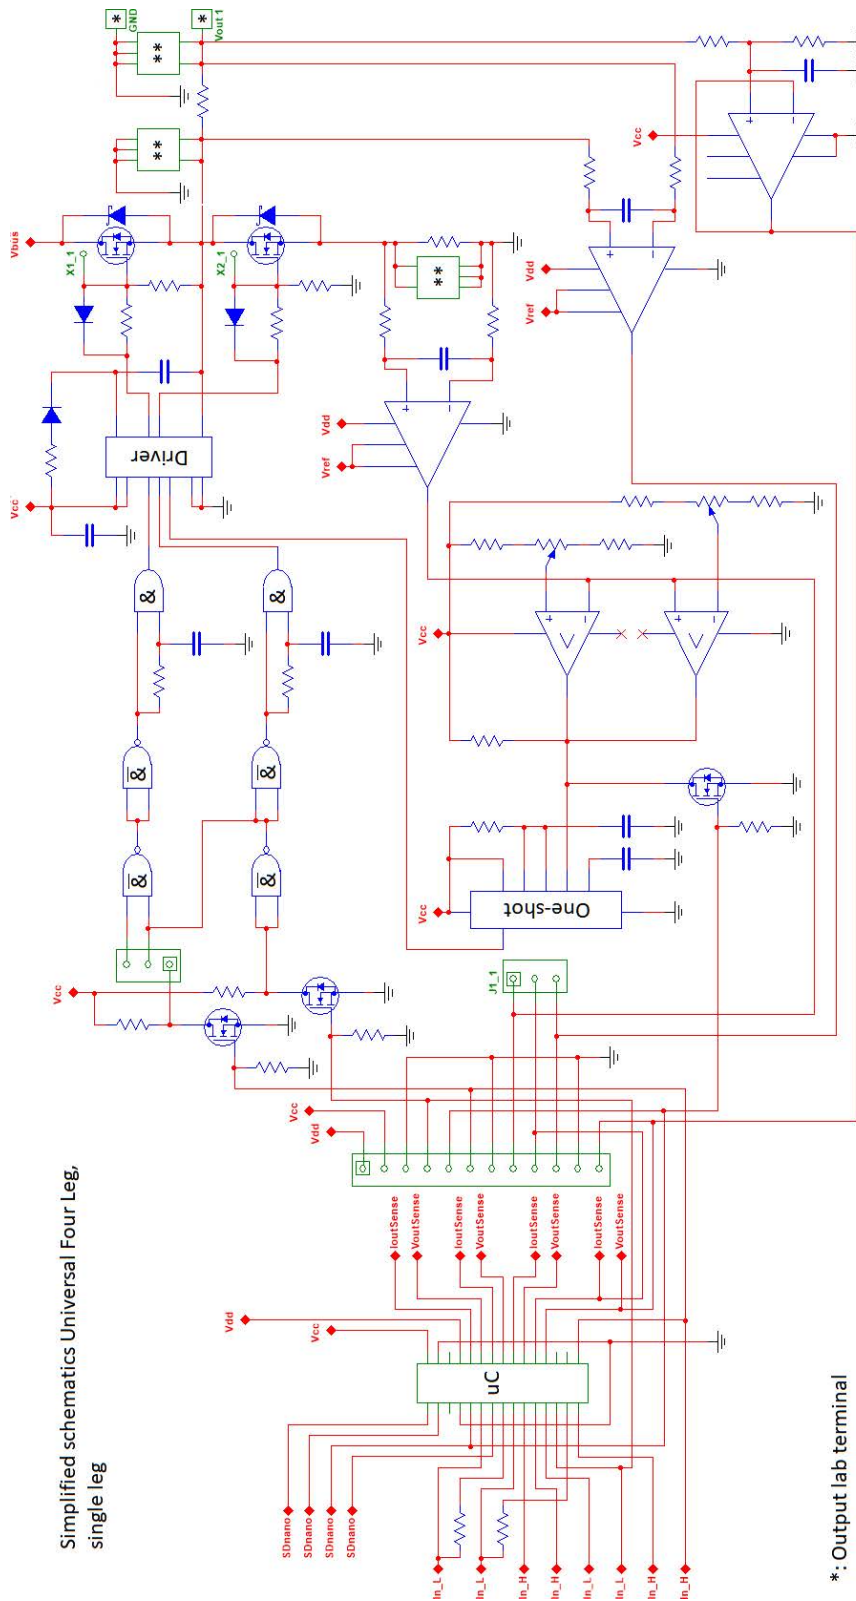 *
GND
*
Vout 1
**
+
−
Vcc
**
Vbus
X1_1
X2_1
**
Vdd
Vref
+
−
Driver
Vdd
Vref
+
−
Vcc
&
&
Vcc
+
−
<
+
−
<
&
&
&
&
One-shot
Vcc
J1_1
Vcc
Vcc
Vdd
Simplified schematics Universal Four Leg,
single leg
IoutSense
VoutSense
IoutSense
VoutSense
IoutSense
VoutSense
IoutSense
VoutSense
Vdd
Vcc
uC
SDnano
SDnano
SDnano
SDnano
In_L
In_L
In_H
In_H
In_L
In_L
In_H
In_H
*: Output lab terminal